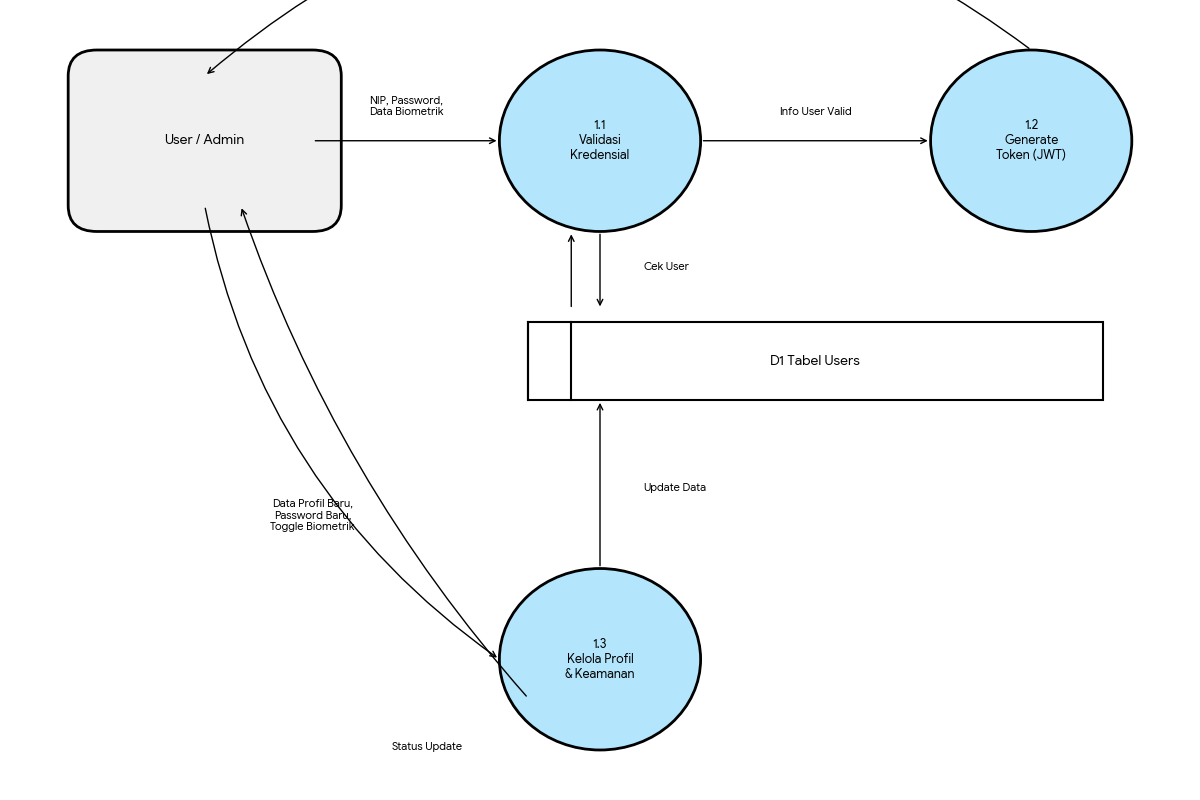 User / Admin
NIP, Password,
Data Biometrik
1.1
Validasi
Kredensial
Info User Valid
1.2
Generate
Token (JWT)
Cek User
D1 Tabel Users
Update Data
Data Profil Baru,
Password Baru,
Toggle Biometrik
1.3
Kelola Profil
& Keamanan
Status Update